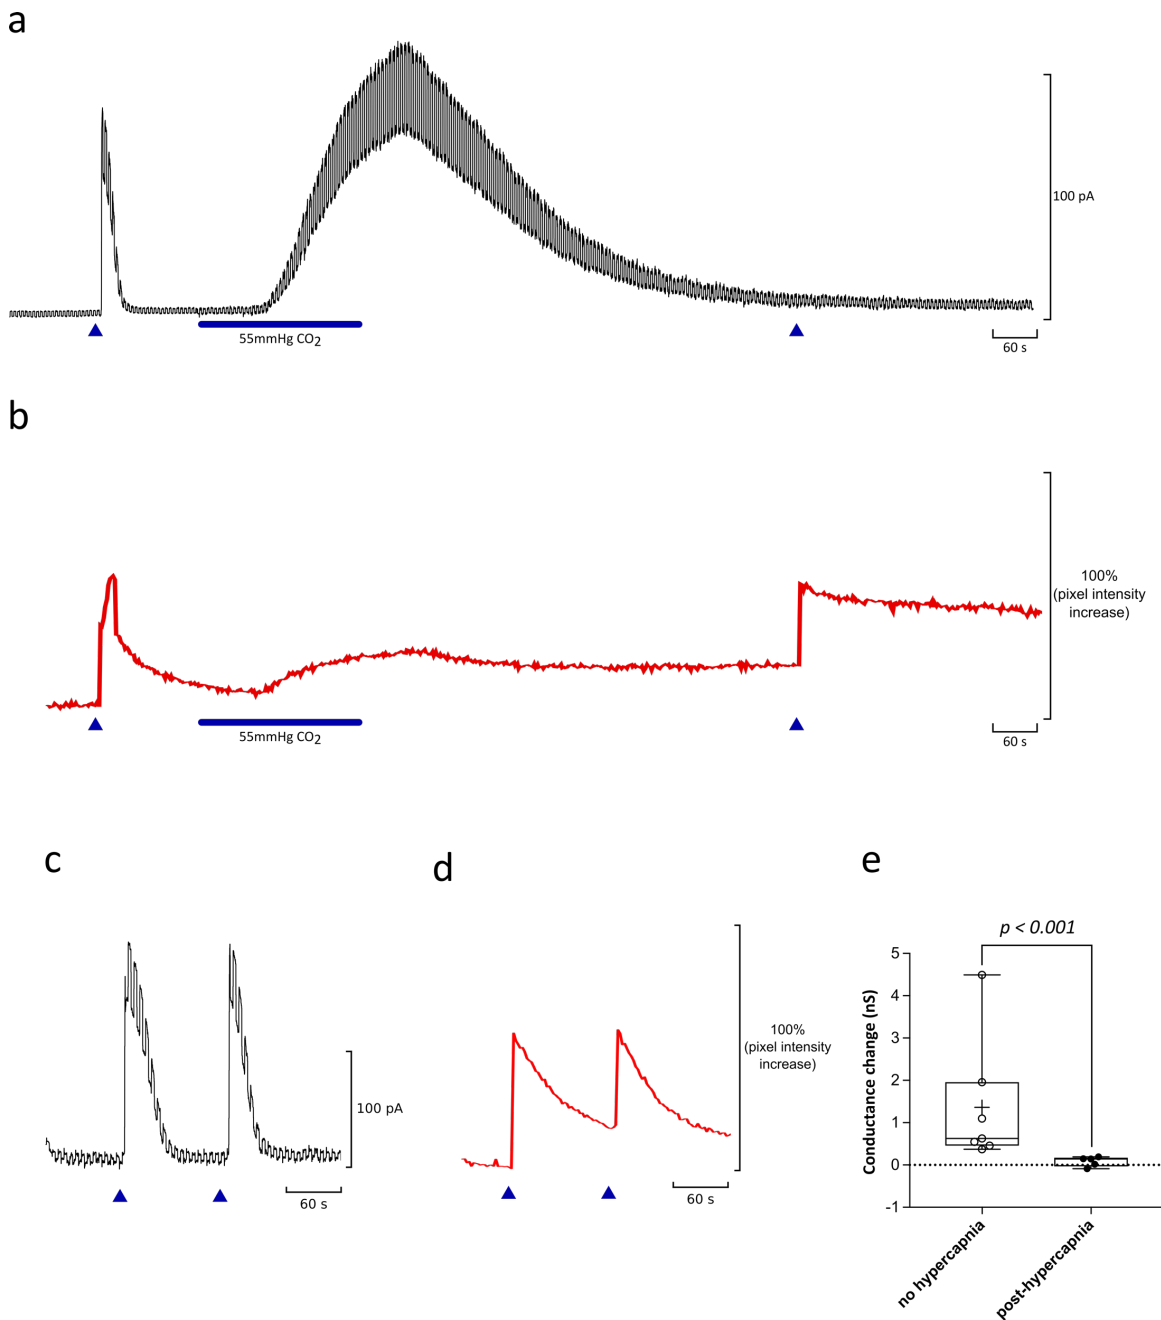 a
100 pA
55mmHg CO₂
60 s
b
100%
(pixel intensity
increase)
55mmHg CO₂
60 s
c
d
e
p < 0.001
100%
(pixel intensity
increase)
100 pA
60 s
60 s
Conductance change (nS)
5
4
3
2
1
0
-1
no hypercapnia
post-hypercapnia